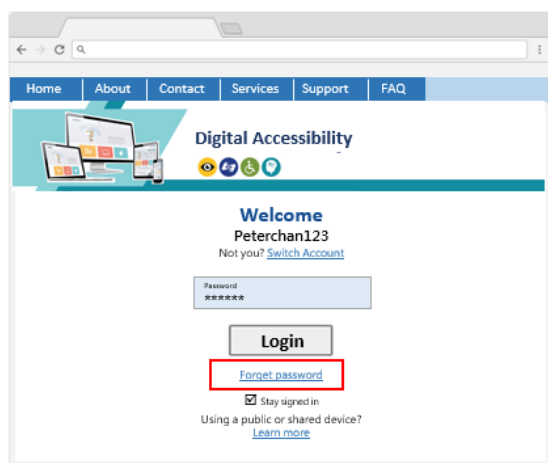 Home About Contact Services Support FAQ
Digital Accessibility
Welcome
Peterchan123
Not you? Switch Account
Password
******
Login
Forget password
Stay signed in
Using a public or shared device?
Learn more